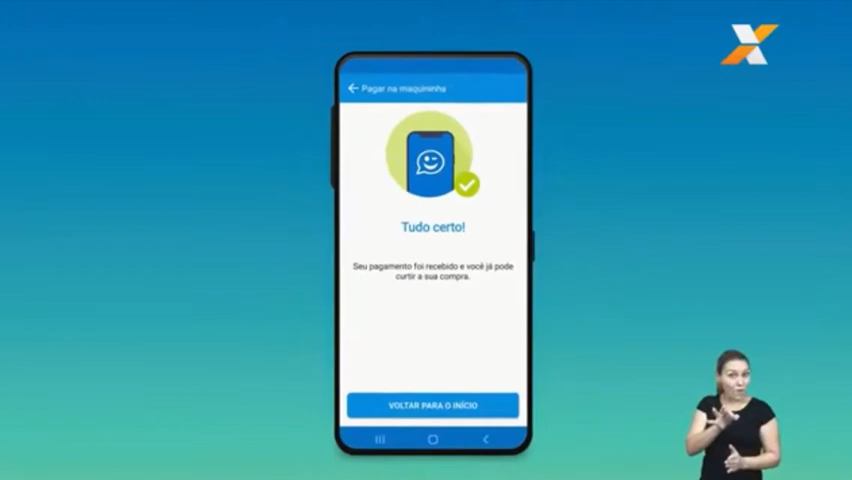 Pagar na maquininha
Tudo certo!
Seu pagamento foi recebido e você já pode
curtir a sua compra.
VOLTAR PARA O INÍCIO